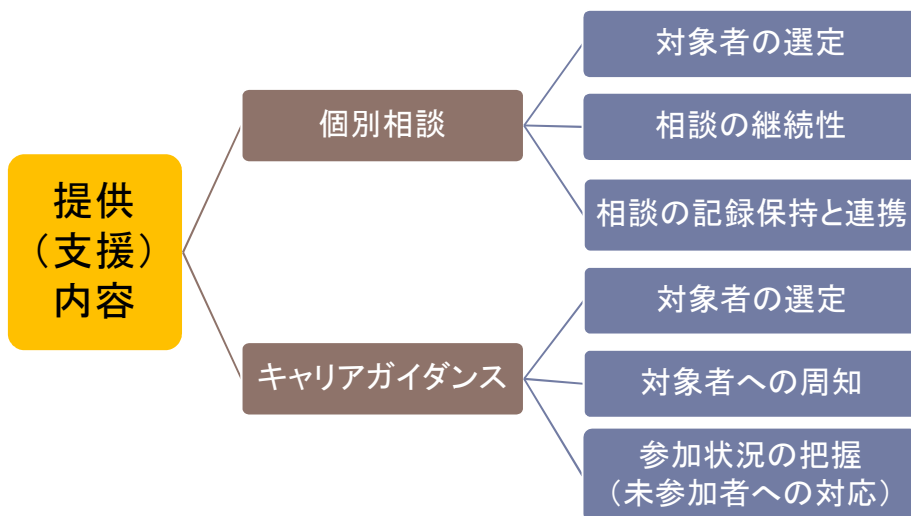 提供
（支援）
内容
個別相談
対象者の選定
相談の継続性
相談の記録保持と連携
キャリアガイダンス
対象者の選定
対象者への周知
参加状況の把握
（未参加者への対応）